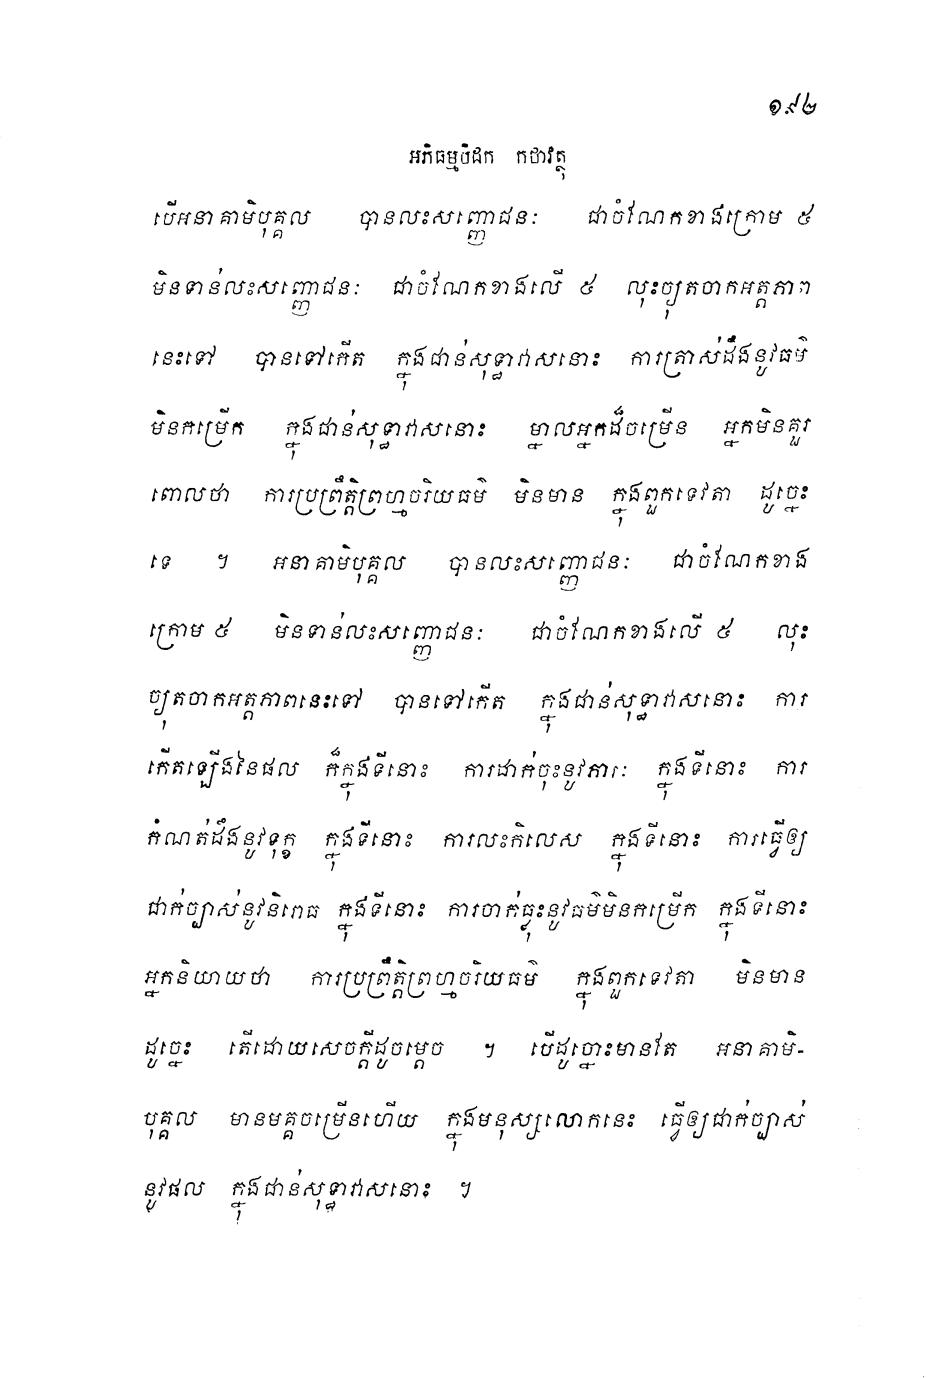 ១៩២
អភិធម្មបិដក កថាវត្ថុ
បើអនាគាមិបុគ្គល បានលះសញ្ញោជនៈ ជាចំណែកខាងក្រោម ៥
មិនទាន់លះសញ្ញោជនៈ ជាចំណែកខាងលើ ៥ លុះច្យុតចាកអត្តភាព
នេះទៅ បានទៅកើត ក្នុងជាន់សុទ្ធាវាសនោះ ការត្រាស់ដឹងនូវធម៌
មិនកម្រើក ក្នុងជាន់សុទ្ធាវាសនោះ ម្នាលអ្នកដ៏ចម្រើន អ្នកមិនគួរ
ពោលថា ការប្រព្រឹត្តិព្រហ្មចរិយធម៌ មិនមាន ក្នុងពួកទេវតា ដូច្នេះ
ទេ ។ អនាគាមិបុគ្គល បានលះសញ្ញោជនៈ ជាចំណែកខាង
ក្រោម ៥ មិនទាន់លះសញ្ញោជនៈ ជាចំណែកខាងលើ ៥ លុះ
ច្យុតចាកអត្តភាពនេះទៅ បានទៅកើត ក្នុងជាន់សុទ្ធាវាសនោះ ការ
កើតឡើងនៃផល ក៏ក្នុងទីនោះ ការដាក់ចុះនូវភារៈ ក្នុងទីនោះ ការ
កំណត់ដឹងនូវទុក្ខ ក្នុងទីនោះ ការលះកិលេស ក្នុងទីនោះ ការធ្វើឲ្យ
ជាក់ច្បាស់នូវនិរោធ ក្នុងទីនោះ ការចាក់ធ្លុះនូវធម៌មិនកម្រើក ក្នុងទីនោះ
អ្នកនិយាយថា ការប្រព្រឹត្តិព្រហ្មចរិយធម៌ ក្នុងពួកទេវតា មិនមាន
ដូច្នេះ តើដោយសេចក្តីដូចម្តេច ។ បើដូច្នោះមានតែ អនាគាមិ-
បុគ្គល មានមគ្គចម្រើនហើយ ក្នុងមនុស្សលោកនេះ ធ្វើឲ្យជាក់ច្បាស់
នូវផល ក្នុងជាន់សុទ្ធាវាសនោះ ។